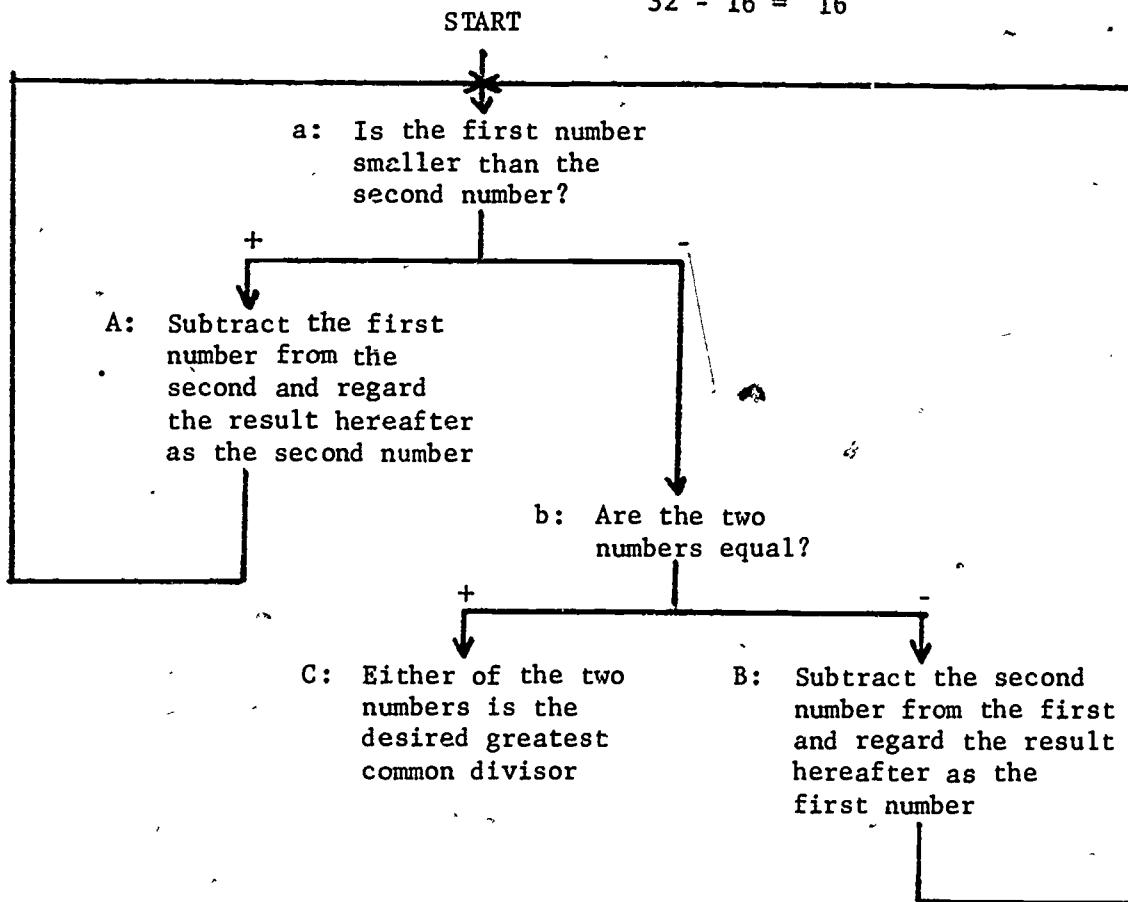 32 - 16 = 16
START
a: Is the first number
smaller than the
second number?
+ -
A: Subtract the first
number from the
second and regard
the result hereafter
as the second number
b: Are the two
numbers equal?
+ -
C: Either of the two
numbers is the
desired greatest
common divisor
B: Subtract the second
number from the first
and regard the result
hereafter as the
first number